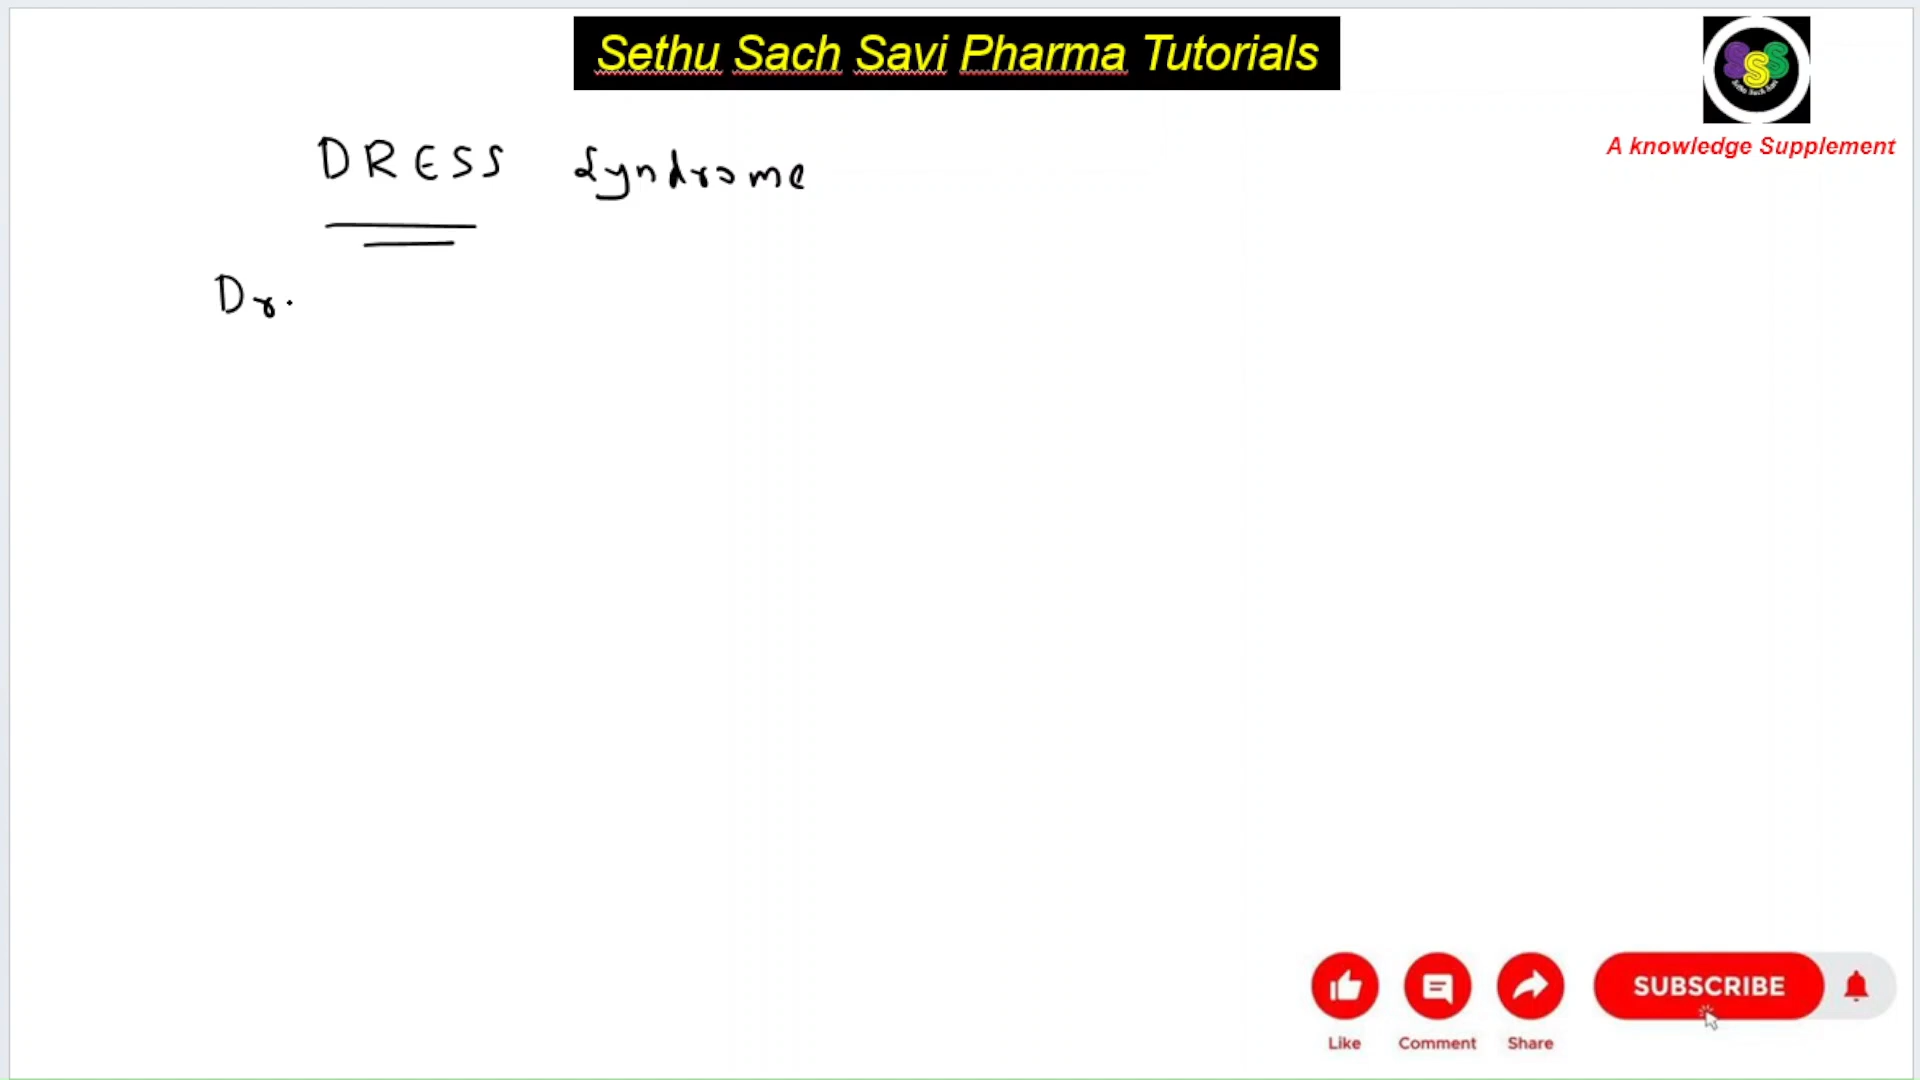 Sethu Sach Savi Pharma Tutorials
A knowledge Supplement
DRESS Syndrome
Dr.
SUBSCRIBE
Like Comment Share